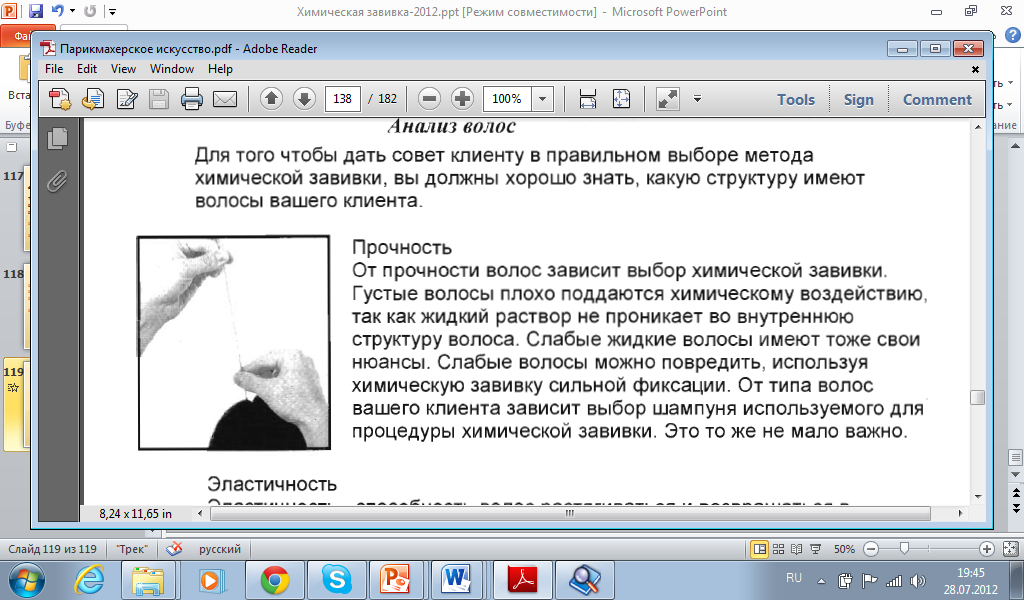 Химическая завивка-2012.ppt [Режим совместимости] - Microsoft PowerPoint
Парикмахерское искусство.pdf - Adobe Reader
File Edit View Window Help
138 / 182 100% Tools Sign Comment
Анализ волос
Для того чтобы дать совет клиенту в правильном выборе метода
химической завивки, вы должны хорошо знать, какую структуру имеют
волосы вашего клиента.
Прочность
От прочности волос зависит выбор химической завивки.
Густые волосы плохо поддаются химическому воздействию,
так как жидкий раствор не проникает во внутреннюю
структуру волоса. Слабые жидкие волосы имеют тоже свои
нюансы. Слабые волосы можно повредить, используя
химическую завивку сильной фиксации. От типа волос
вашего клиента зависит выбор шампуня используемого для
процедуры химической завивки. Это то же не мало важно.
Эластичность
8,24 x 11,65 in
117
118
119
Слайд 119 из 119 "Трек" русский 50%
RU 19:45
28.07.2012